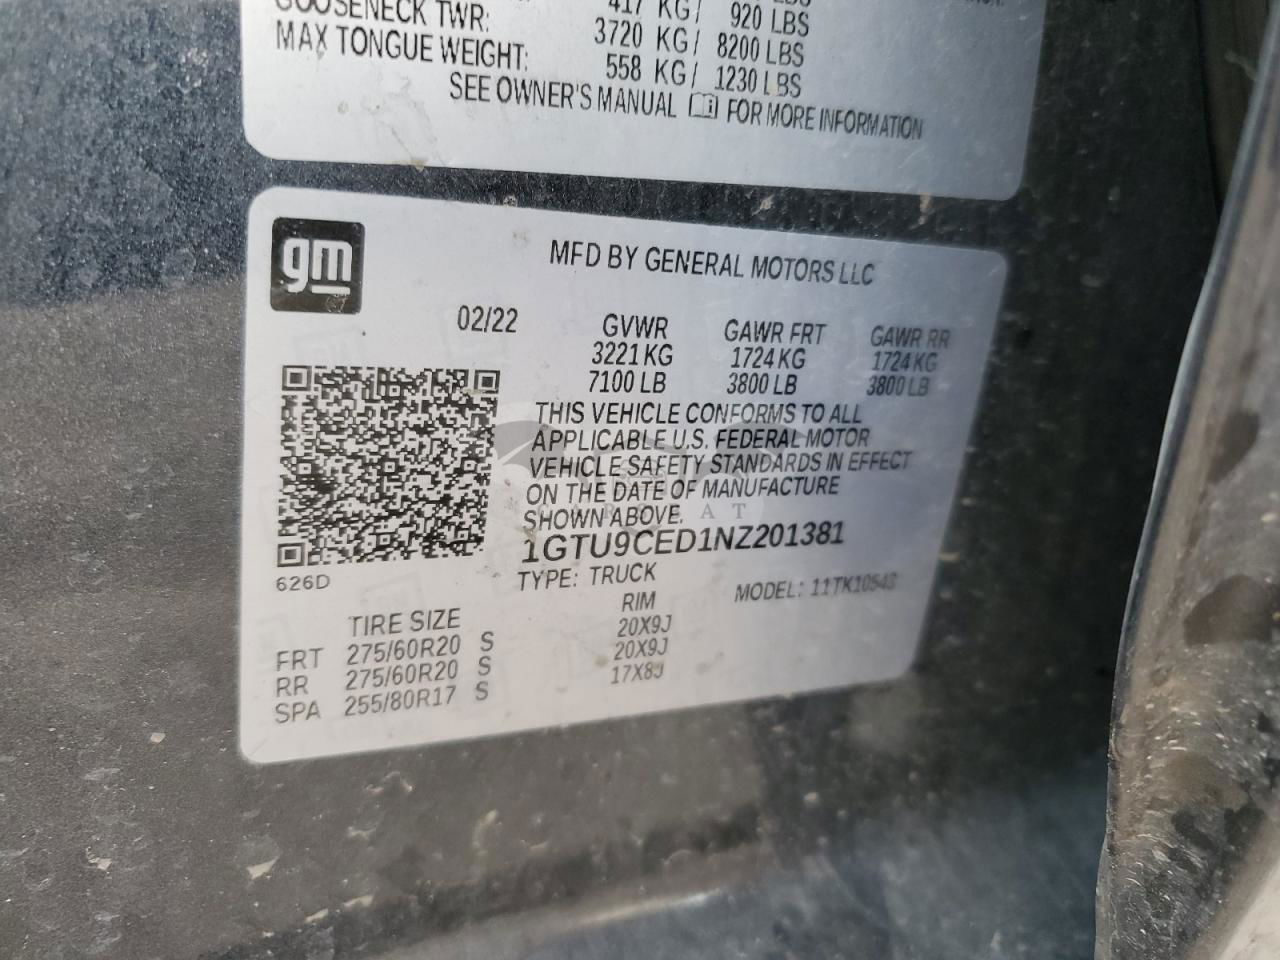 417 KG/ 920 LBS
GOOSENECK TWR: 3720 KG/ 8200 LBS
MAX TONGUE WEIGHT: 558 KG/ 1230 LBS
SEE OWNER'S MANUAL FOR MORE INFORMATION
gm
MFD BY GENERAL MOTORS LLC
02/22 GVWR GAWR FRT GAWR RR
3221 KG 1724 KG 1724 KG
7100 LB 3800 LB 3800 LB
THIS VEHICLE CONFORMS TO ALL
APPLICABLE U.S. FEDERAL MOTOR
VEHICLE SAFETY STANDARDS IN EFFECT
ON THE DATE OF MANUFACTURE
SHOWN ABOVE.
1GTU9CED1NZ201381
626D
TYPE: TRUCK MODEL: 11TK10543
TIRE SIZE RIM
FRT 275/60R20 S 20X9J
RR 275/60R20 S 20X9J
SPA 255/80R17 S 17X8J